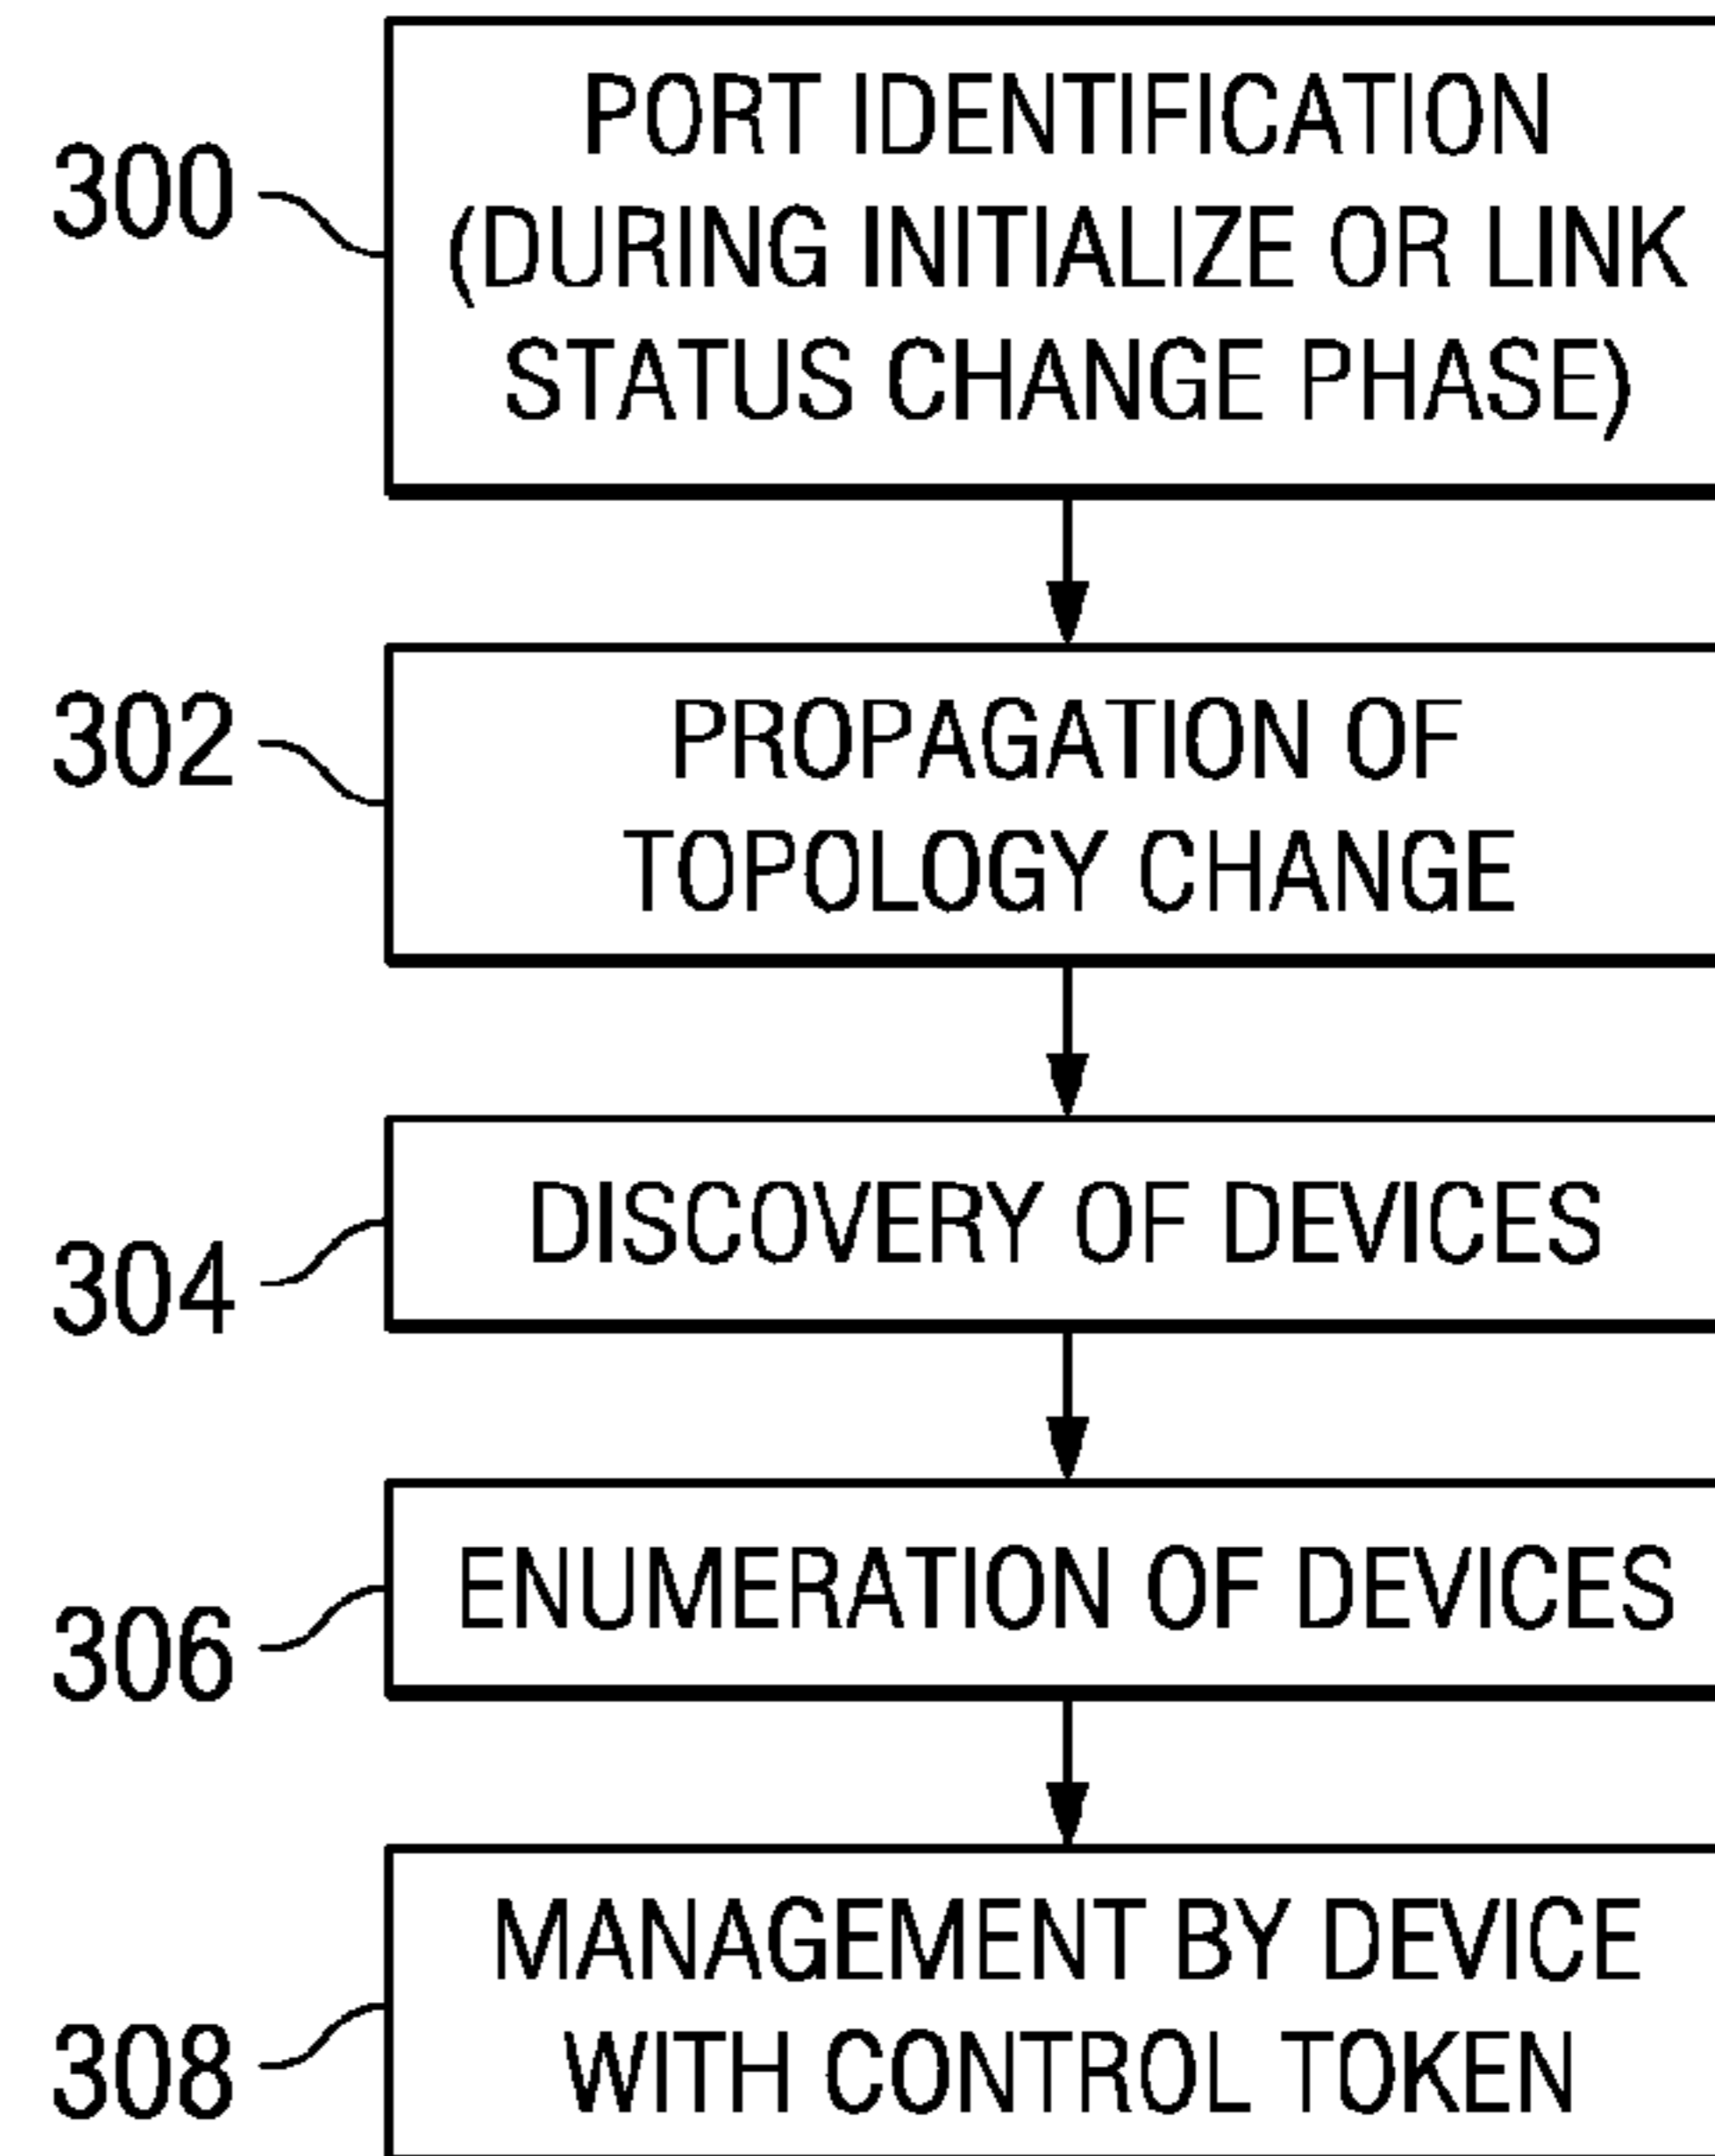 300
PORT IDENTIFICATION
(DURING INITIALIZE OR LINK
STATUS CHANGE PHASE)
302
PROPAGATION OF
TOPOLOGY CHANGE
304
DISCOVERY OF DEVICES
306
ENUMERATION OF DEVICES
308
MANAGEMENT BY DEVICE
WITH CONTROL TOKEN